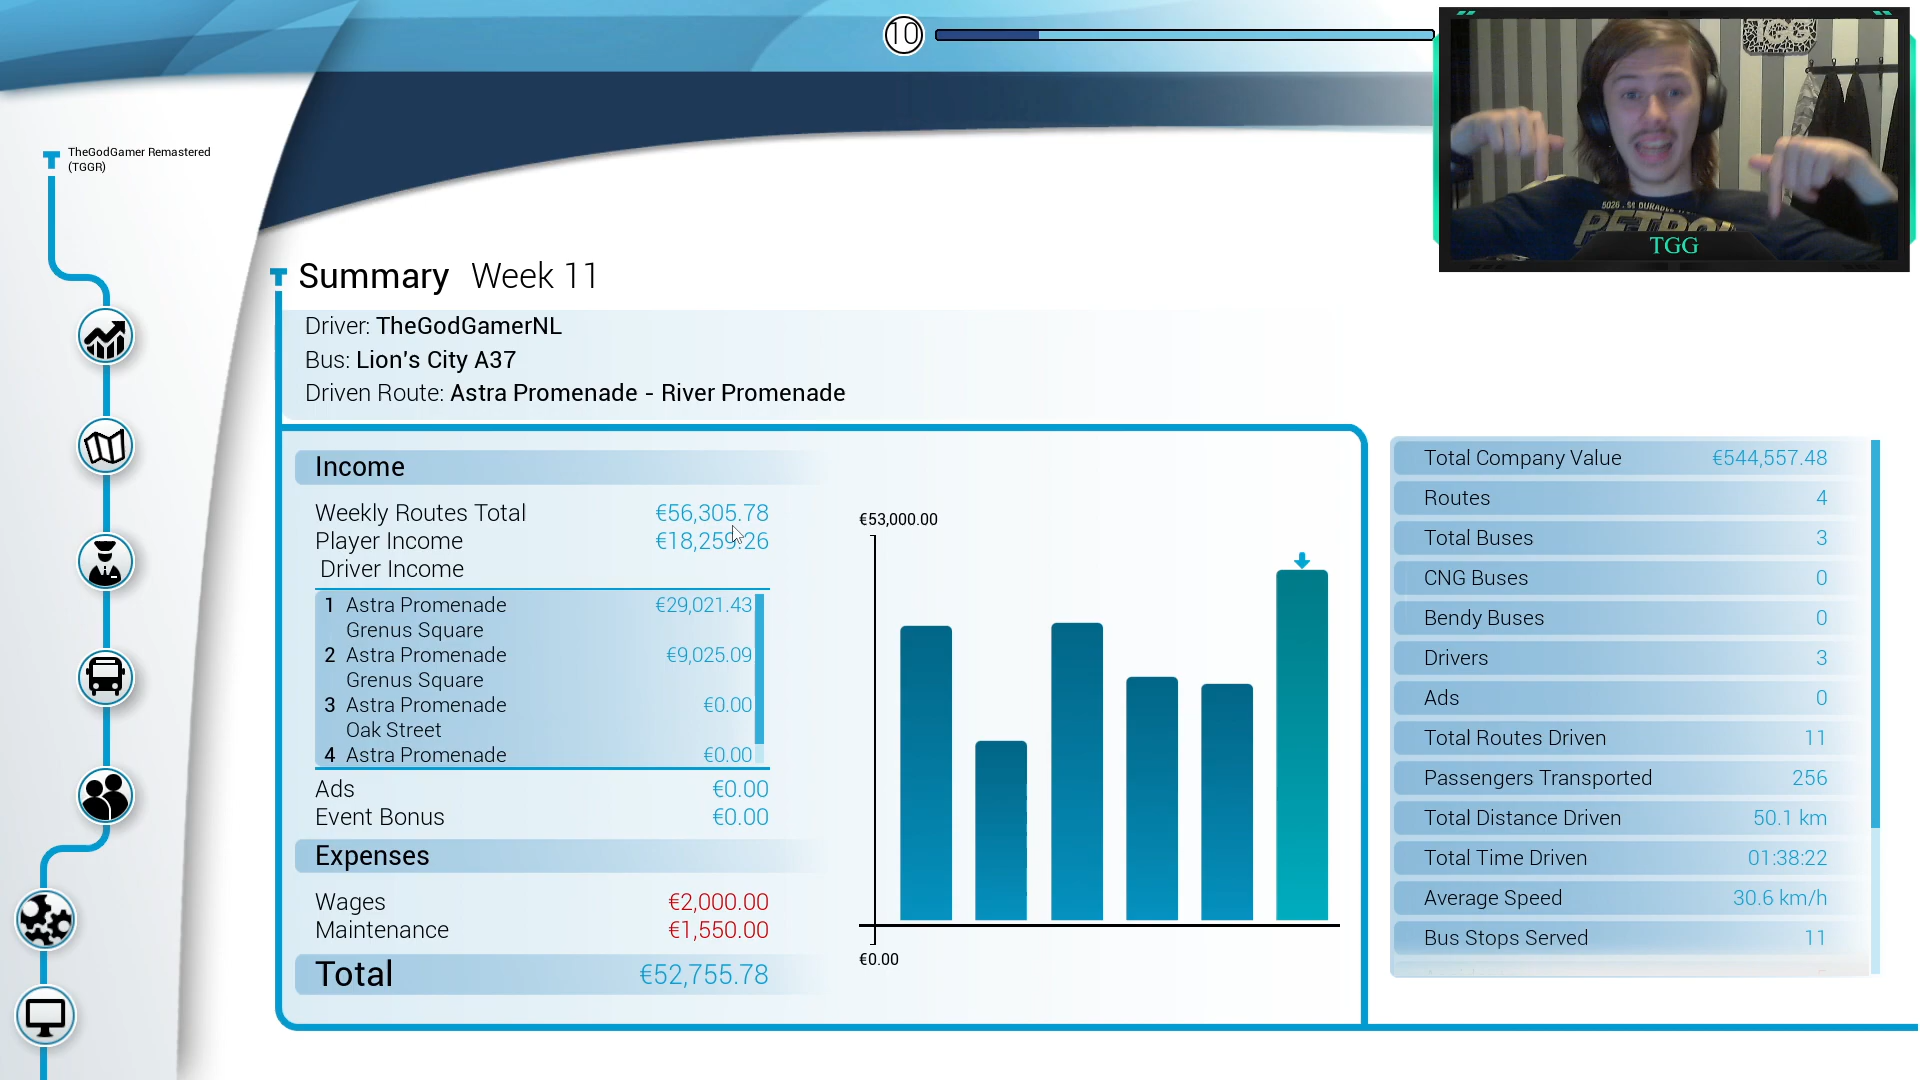 10
TheGodGamer Remastered
(TGGR)
TGG
PETROL
TGG
Summary Week 11
Driver: TheGodGamerNL
Bus: Lion's City A37
Driven Route: Astra Promenade - River Promenade
Income
Weekly Routes Total €56,305.78
Player Income €18,259.26
Driver Income
1 Astra Promenade €29,021.43
Grenus Square
2 Astra Promenade €9,025.09
Grenus Square
3 Astra Promenade €0.00
Oak Street
4 Astra Promenade €0.00
Ads €0.00
Event Bonus €0.00
Expenses
Wages €2,000.00
Maintenance €1,550.00
Total €52,755.78
€53,000.00
€0.00
Total Company Value €544,557.48
Routes 4
Total Buses 3
CNG Buses 0
Bendy Buses 0
Drivers 3
Ads 0
Total Routes Driven 11
Passengers Transported 256
Total Distance Driven 50.1 km
Total Time Driven 01:38:22
Average Speed 30.6 km/h
Bus Stops Served 11